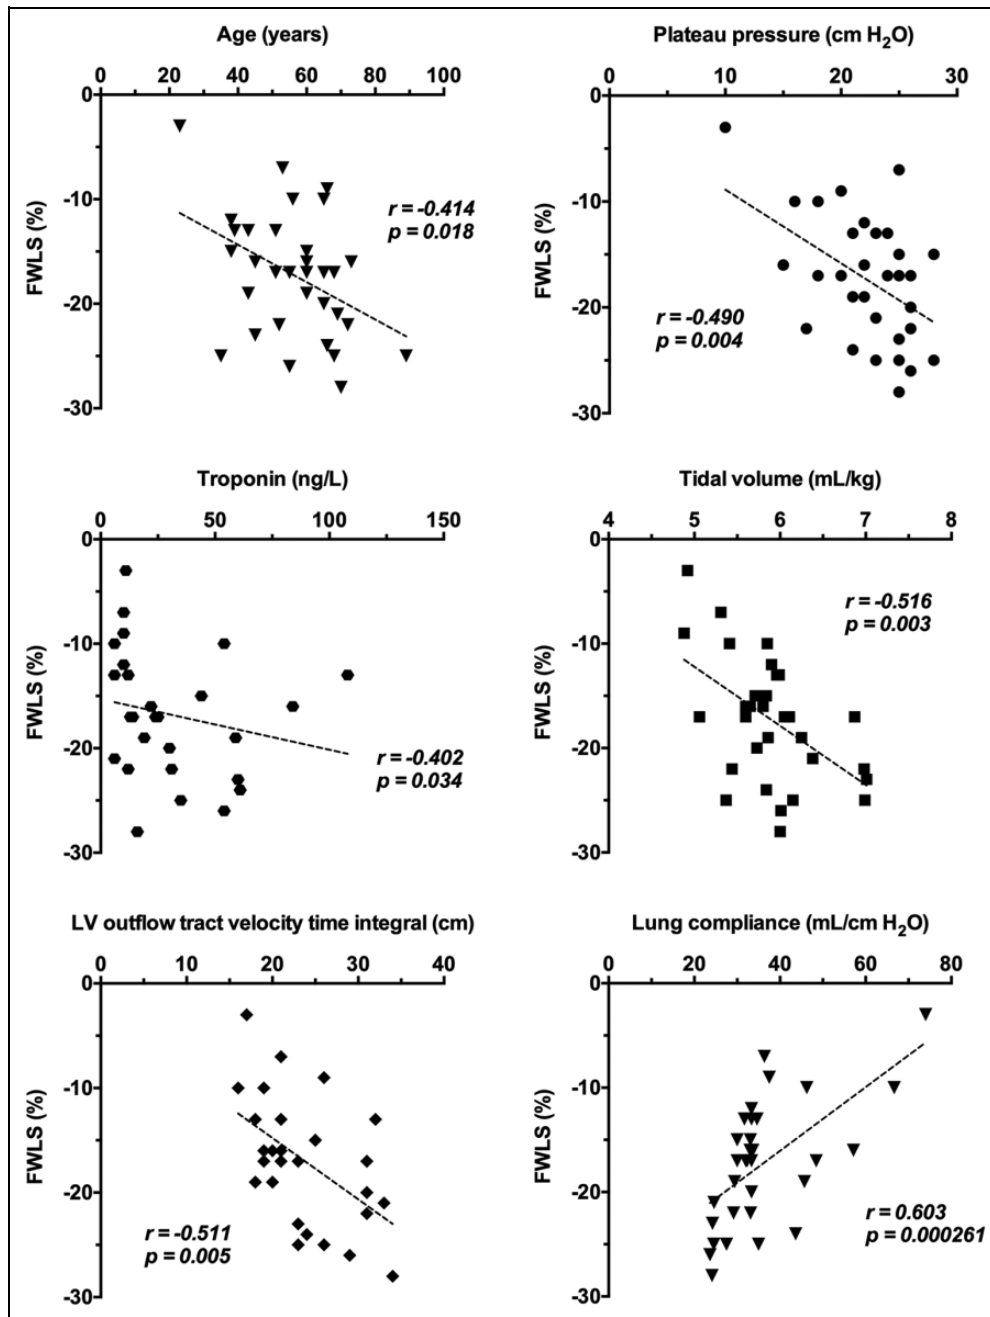 Age (years)
0 20 40 60 80 100
0
-10
-20
-30
FWLS (%)
r = -0.414
p = 0.018
Plateau pressure (cm H₂O)
0 10 20 30
0
-10
-20
-30
FWLS (%)
r = -0.490
p = 0.004
Troponin (ng/L)
0 50 100 150
0
-10
-20
-30
FWLS (%)
r = -0.402
p = 0.034
Tidal volume (mL/kg)
4 5 6 7 8
0
-10
-20
-30
FWLS (%)
r = -0.516
p = 0.003
LV outflow tract velocity time integral (cm)
0 10 20 30 40
0
-10
-20
-30
FWLS (%)
r = -0.511
p = 0.005
Lung compliance (mL/cm H₂O)
0 20 40 60 80
0
-10
-20
-30
FWLS (%)
r = 0.603
p = 0.000261